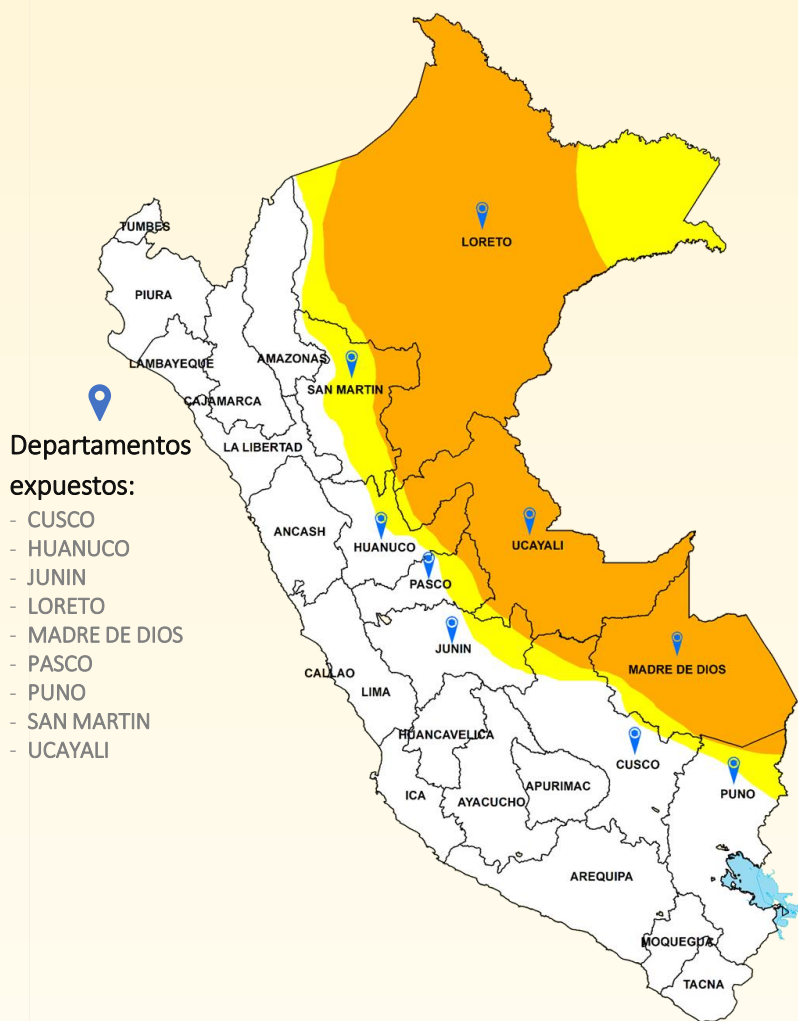 Departamentos
expuestos:
- CUSCO
- HUANUCO
- JUNIN
- LORETO
- MADRE DE DIOS
- PASCO
- PUNO
- SAN MARTIN
- UCAYALI
TUMBES
LORETO
PIURA
LAMBAYEQUE
AMAZONAS
SAN MARTIN
CAJAMARCA
LA LIBERTAD
ANCASH
HUANUCO
UCAYALI
PASCO
JUNIN
MADRE DE DIOS
CALLAO
LIMA
HUANCAVELICA
CUSCO
ICA
AYACUCHO
APURIMAC
PUNO
AREQUIPA
MOQUEGUA
TACNA